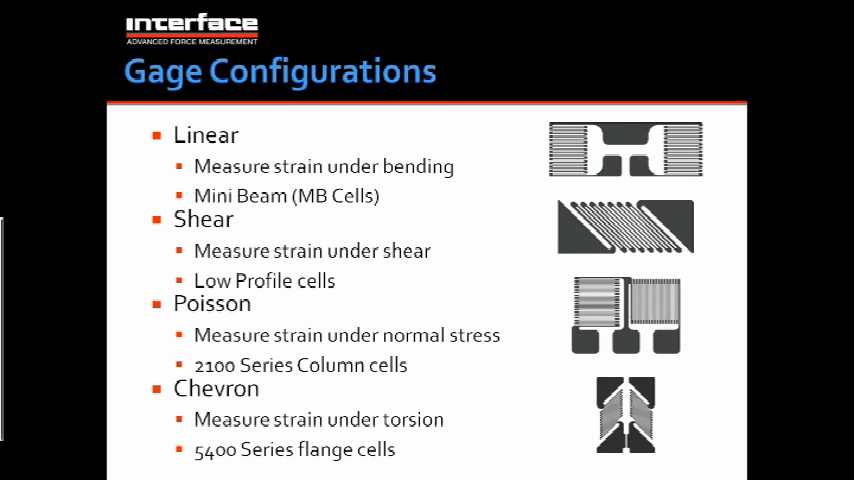 interface
ADVANCED FORCE MEASUREMENT
Gage Configurations
Linear
Measure strain under bending
Mini Beam (MB Cells)
Shear
Measure strain under shear
Low Profile cells
Poisson
Measure strain under normal stress
2100 Series Column cells
Chevron
Measure strain under torsion
5400 Series flange cells